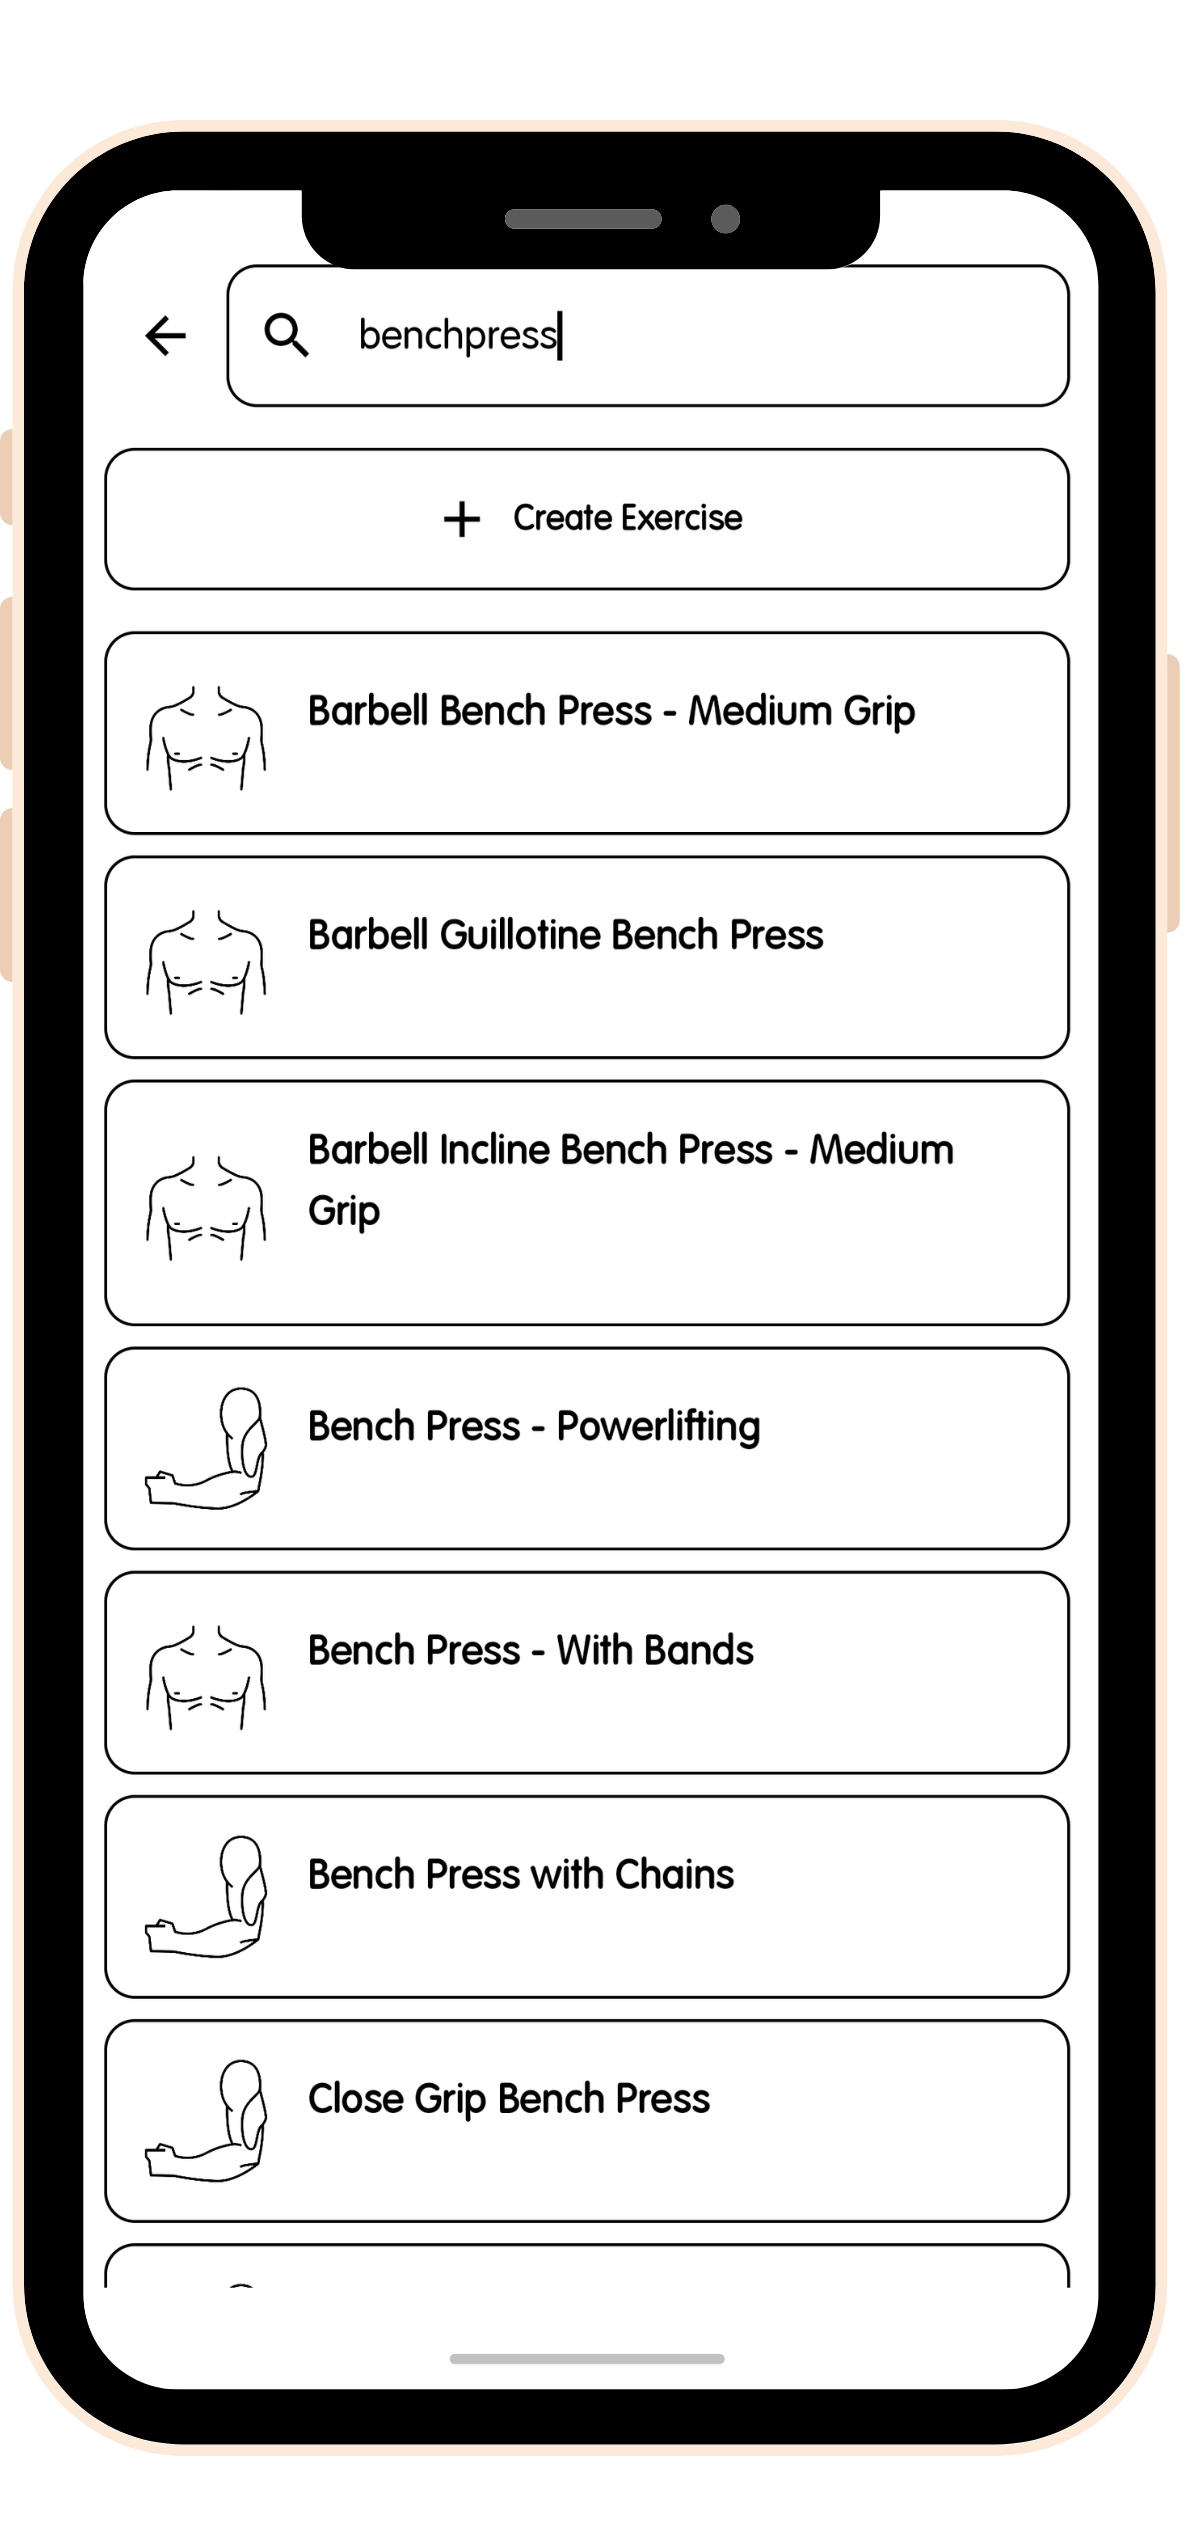 benchpress
Create Exercise
Barbell Bench Press - Medium Grip
Barbell Guillotine Bench Press
Barbell Incline Bench Press - Medium
Grip
Bench Press - Powerlifting
Bench Press - With Bands
Bench Press with Chains
Close Grip Bench Press